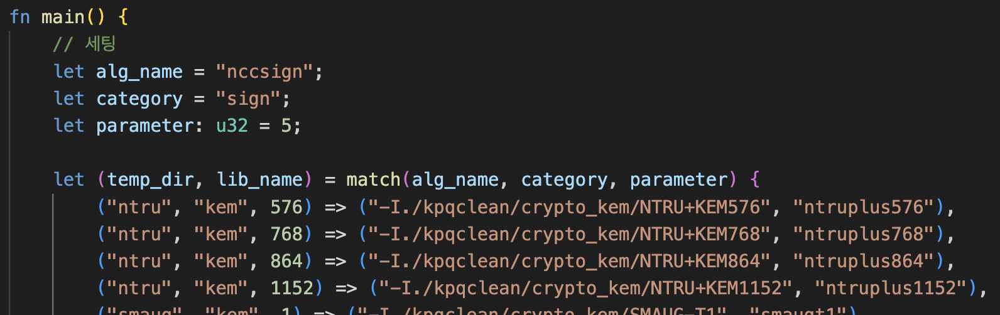 fn main() {
// 세팅
let alg_name = "nccsign";
let category = "sign";
let parameter: u32 = 5;
let (temp_dir, lib_name) = match(alg_name, category, parameter) {
("ntru", "kem", 576) => ("-I./kpqclean/crypto_kem/NTRU+KEM576", "ntruplus576"),
("ntru", "kem", 768) => ("-I./kpqclean/crypto_kem/NTRU+KEM768", "ntruplus768"),
("ntru", "kem", 864) => ("-I./kpqclean/crypto_kem/NTRU+KEM864", "ntruplus864"),
("ntru", "kem", 1152) => ("-I./kpqclean/crypto_kem/NTRU+KEM1152", "ntruplus1152"),
("smaug", "kem", 1) => ("-I./kpqclean/crypto_kem/SMAUG-T1", "smaugt1")